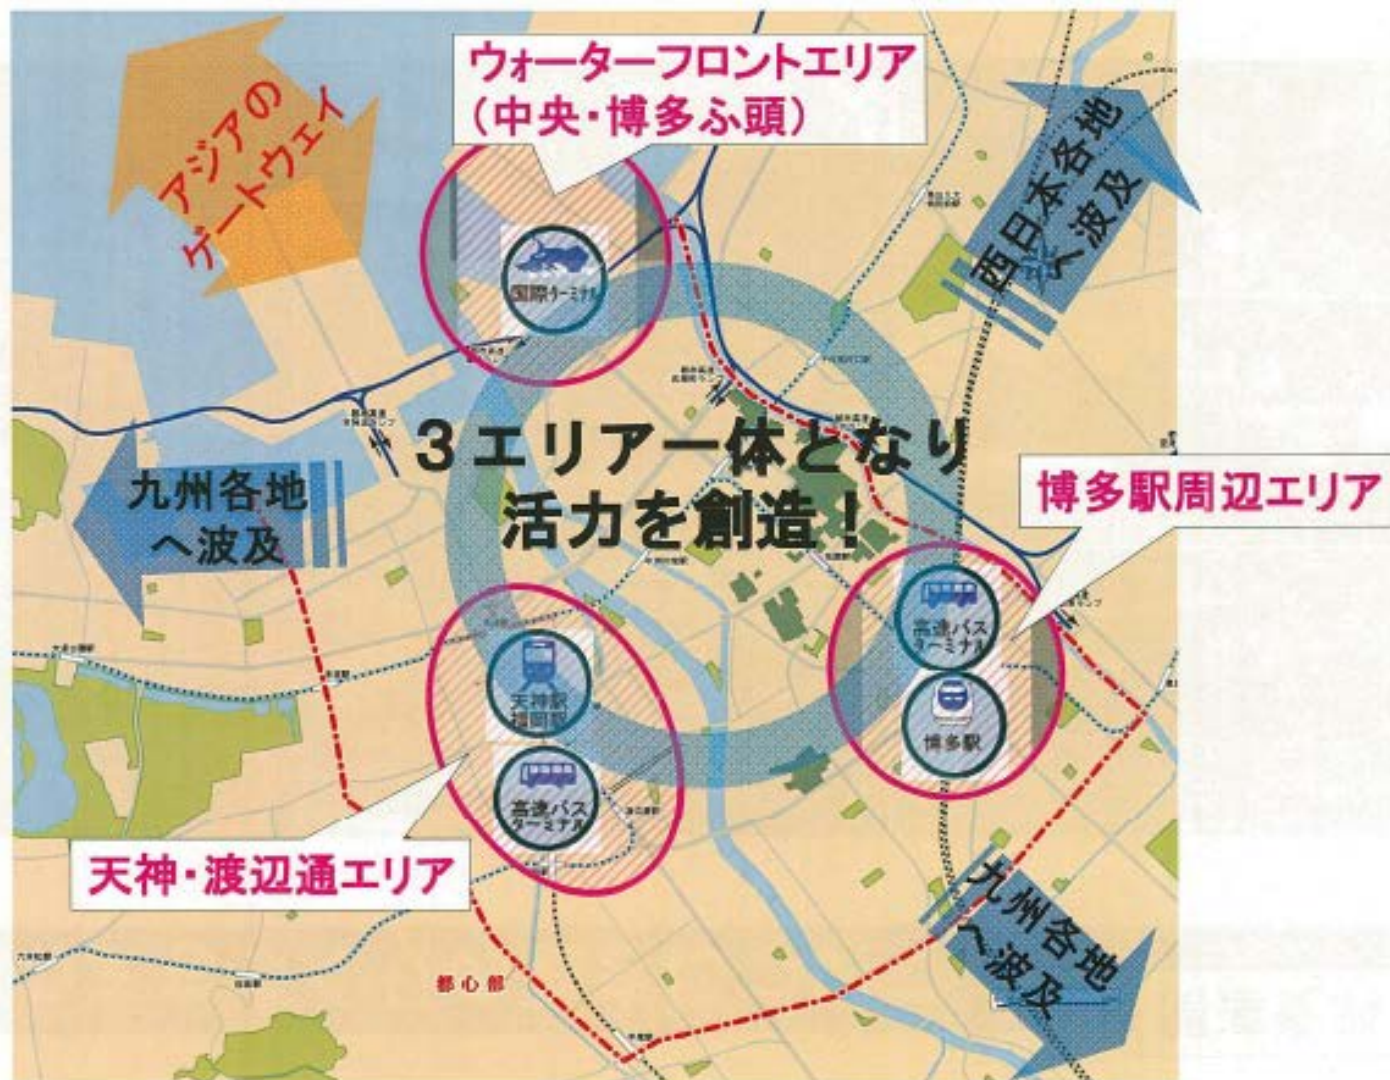 ウォーターフロントエリア
(中央・博多ふ頭)
アジアの
ゲートウェイ
西日本各地
へ波及
国際ターミナル
3エリア一体となり
活力を創造！
九州各地
へ波及
博多駅周辺エリア
高速バス
ターミナル
博多駅
天神駅
福岡駅
高速バス
ターミナル
天神・渡辺通エリア
九州各地
へ波及
都心部